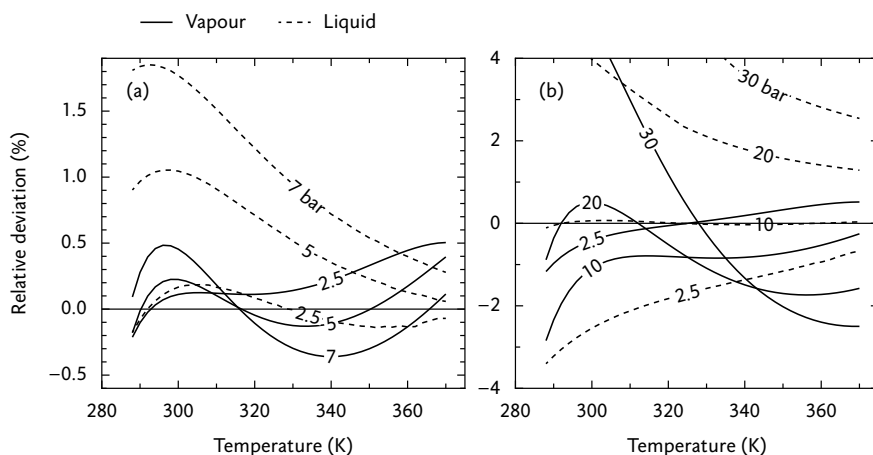 Vapour Liquid
(a)
Relative deviation (%)
1.5
1.0
0.5
0.0
−0.5
7 bar
5
2.5
2.5
5
7
280 300 320 340 360
Temperature (K)
(b)
4
2
0
−2
−4
30 bar
30
20
20
10
2.5
10
2.5
280 300 320 340 360
Temperature (K)